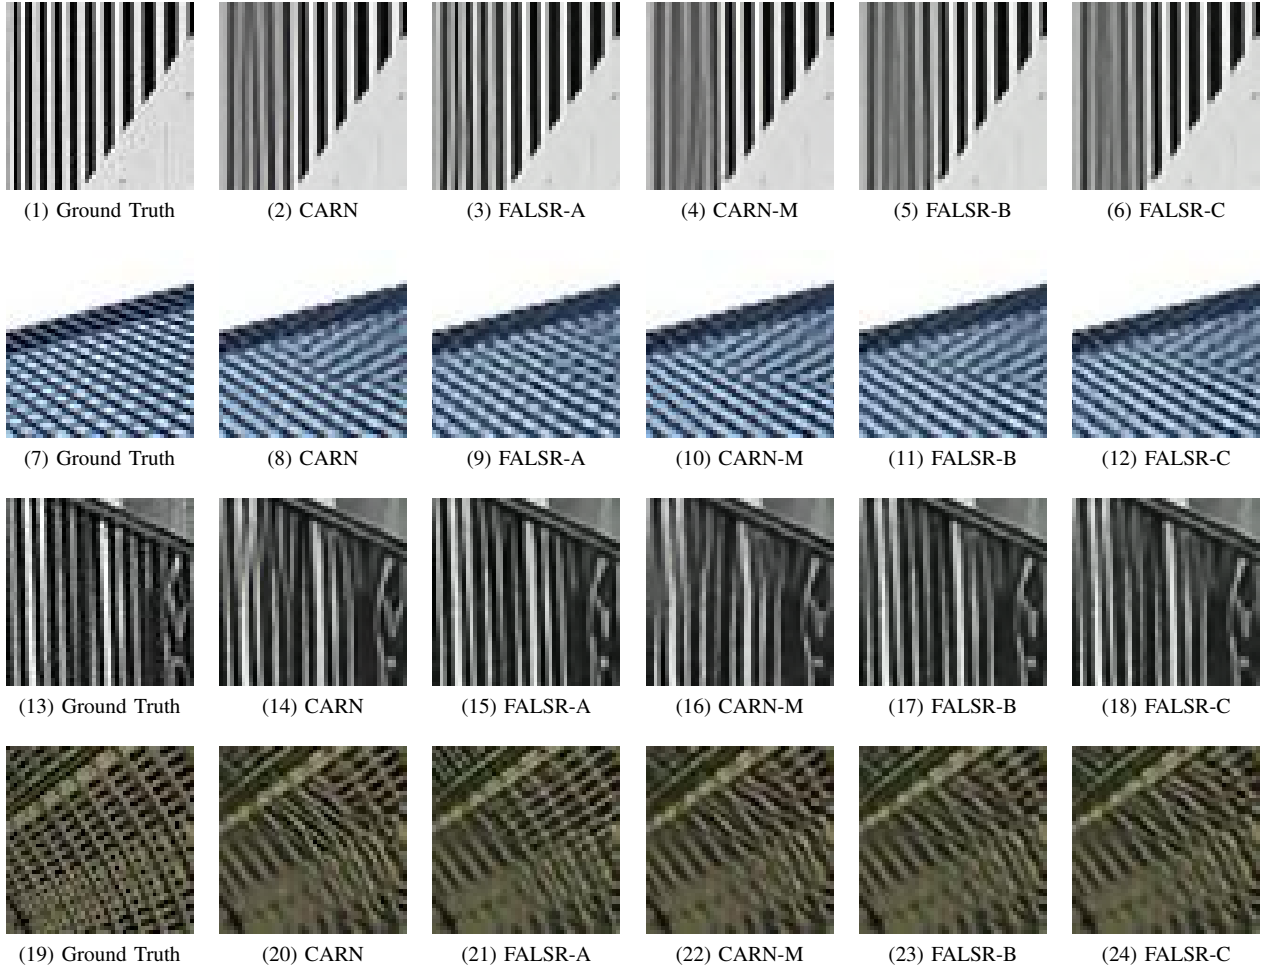 (1) Ground Truth (2) CARN (3) FALSR-A (4) CARN-M (5) FALSR-B (6) FALSR-C
(7) Ground Truth (8) CARN (9) FALSR-A (10) CARN-M (11) FALSR-B (12) FALSR-C
(13) Ground Truth (14) CARN (15) FALSR-A (16) CARN-M (17) FALSR-B (18) FALSR-C
(19) Ground Truth (20) CARN (21) FALSR-A (22) CARN-M (23) FALSR-B (24) FALSR-C